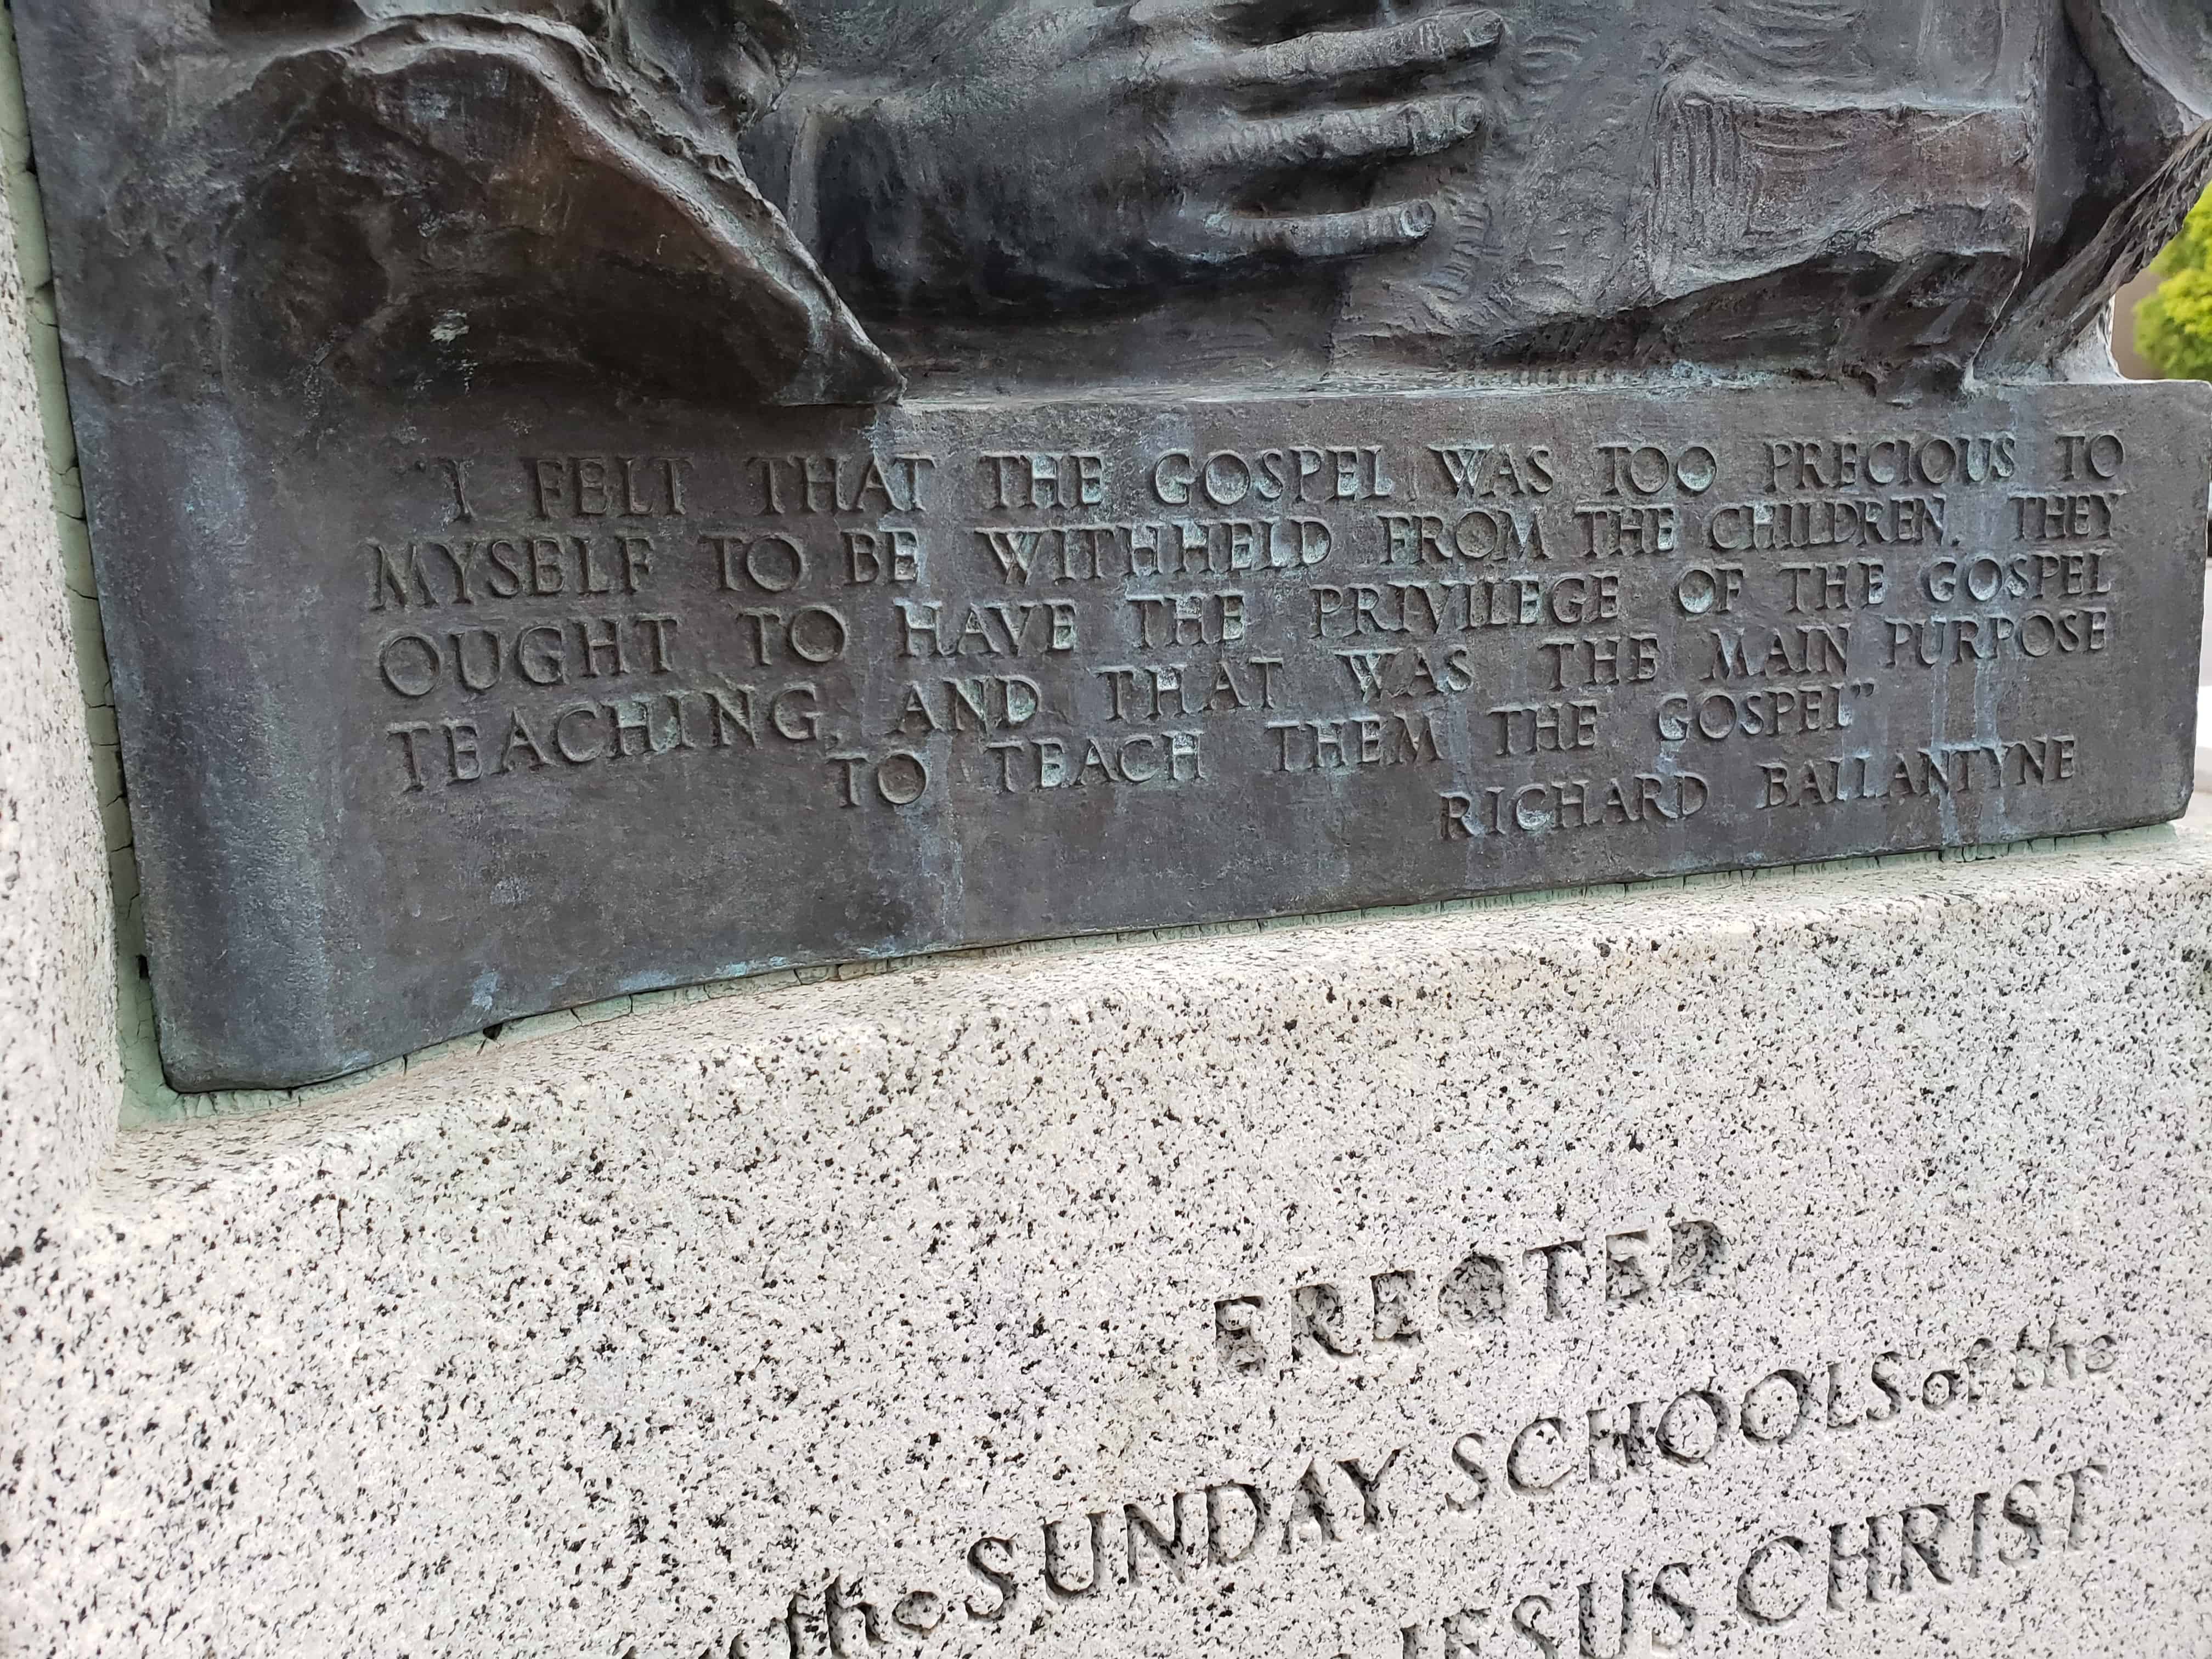 "I FELT THAT THE GOSPEL WAS TOO PRECIOUS TO
MYSELF TO BE WITHHELD FROM THE CHILDREN. THEY
OUGHT TO HAVE THE PRIVILEGE OF THE GOSPEL
TEACHING, AND THAT WAS THE MAIN PURPOSE
TO TEACH THEM THE GOSPEL"
RICHARD BALLANTYNE
ERECTED
the SUNDAY SCHOOLS of the
JESUS CHRIST